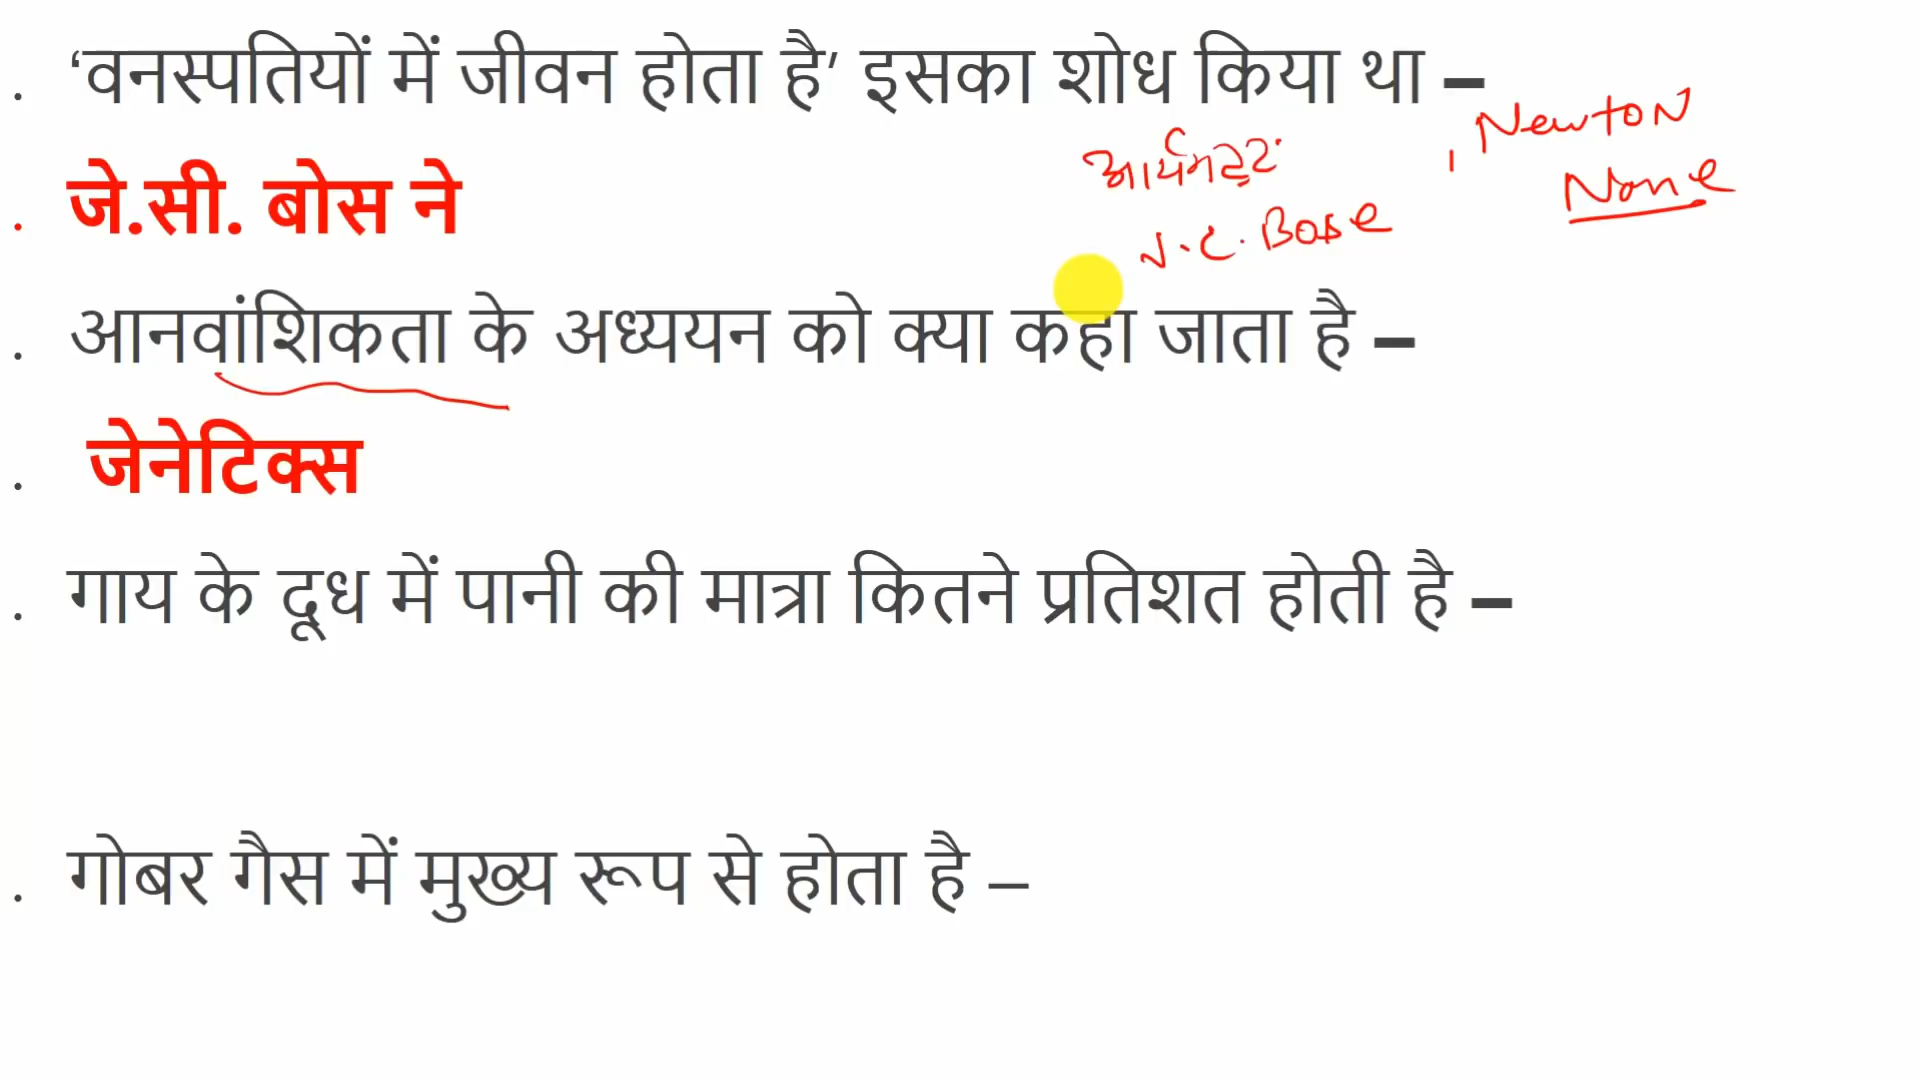 . ‘वनस्पतियों में जीवन होता है’ इसका शोध किया था –
, Newton
आर्यभट्ट
None
. जे.सी. बोस ने
J.C. Bose
. आनवांशिकता के अध्ययन को क्या कहा जाता है –
. जेनेटिक्स
. गाय के दूध में पानी की मात्रा कितने प्रतिशत होती है –
. गोबर गैस में मुख्य रूप से होता है –